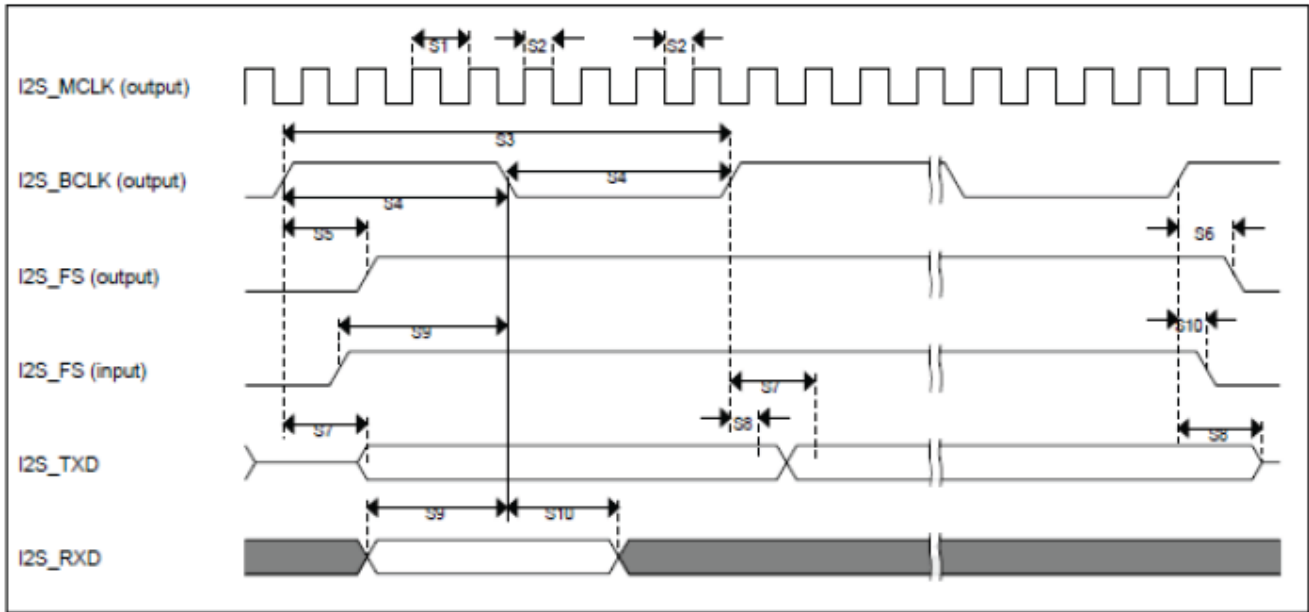 S1 S2 S2
I2S_MCLK (output)
S3
I2S_BCLK (output)
S4
S4
S5 S6
I2S_FS (output)
S9 S10
I2S_FS (input)
S7
S8
S7 S8
I2S_TXD
S9 S10
I2S_RXD